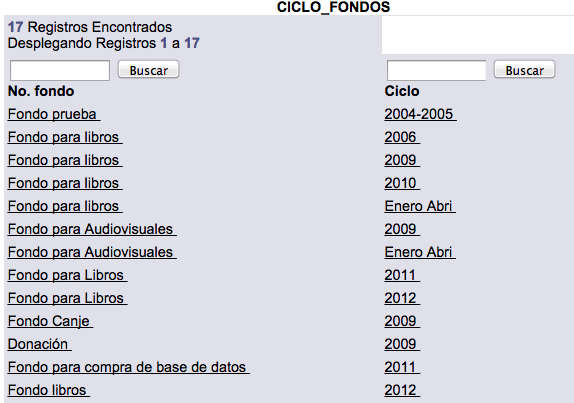 CICLO_FONDOS
17 Registros Encontrados
Desplegando Registros 1 a 17
Buscar Buscar
No. fondo Ciclo
Fondo prueba 2004-2005
Fondo para libros 2006
Fondo para libros 2009
Fondo para libros 2010
Fondo para libros Enero Abri
Fondo para Audiovisuales 2009
Fondo para Audiovisuales Enero Abri
Fondo para Libros 2011
Fondo para Libros 2012
Fondo Canje 2009
Donación 2009
Fondo para compra de base de datos 2011
Fondo libros 2012